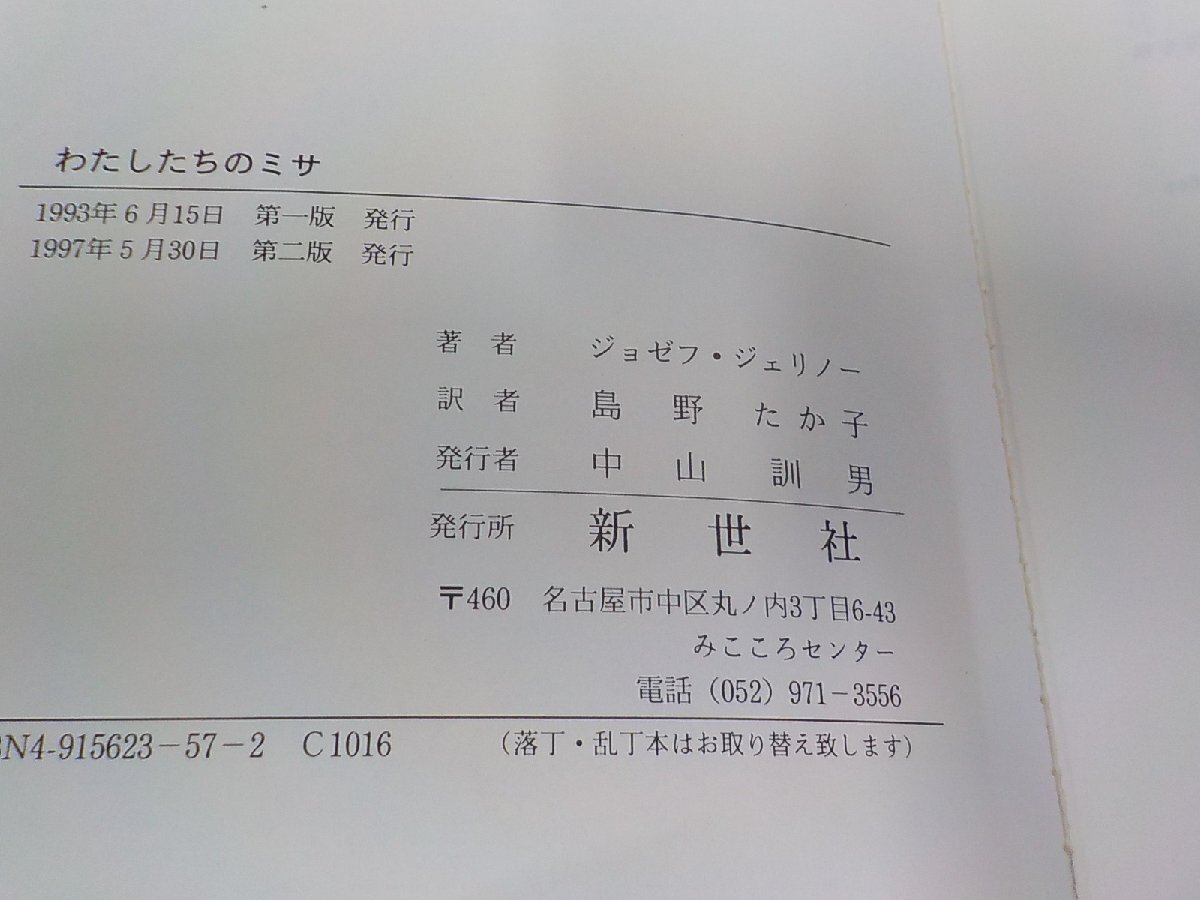 わたしたちのミサ
1993年6月15日 第一版 発行
1997年5月30日 第二版 発行
著者 ジョゼフ・ジェリノー
訳者 島野たか子
発行者 中山訓男
発行所 新世社
〒460 名古屋市中区丸ノ内3丁目6-43
みこころセンター
電話(052)971-3556
BN4-915623-57-2 C1016 (落丁・乱丁本はお取り替え致します)